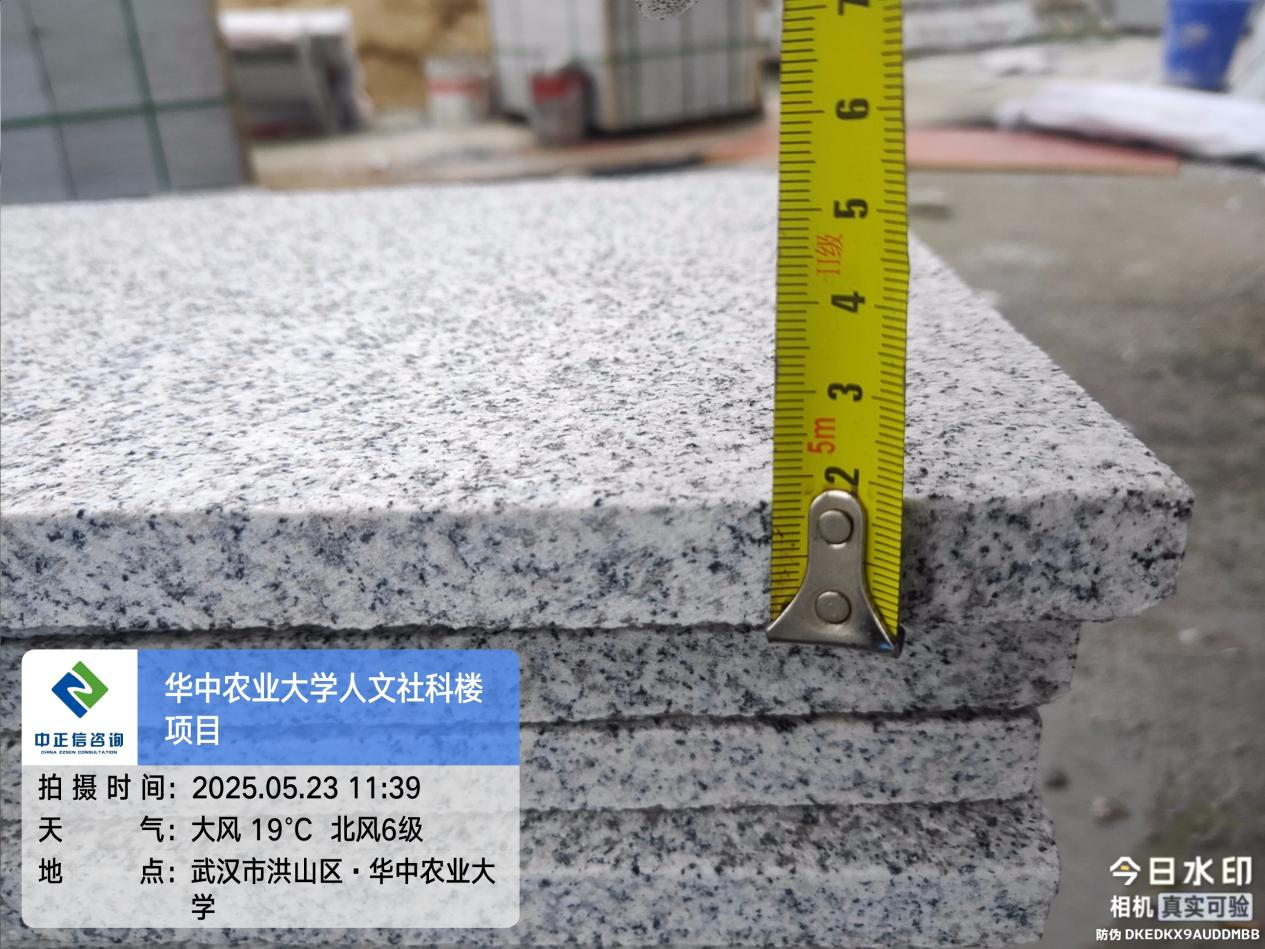 7
6
5
II级
4
3
5m
2
华中农业大学人文社科楼
项目
中正信咨询
CHINA ZZSEN CONSULTATION
拍摄时间：2025.05.23 11:39
天气：大风 19℃ 北风6级
地点：武汉市洪山区·华中农业大
学
今日水印
相机 真实可验
防伪 DKEDKX9AUDDMBB